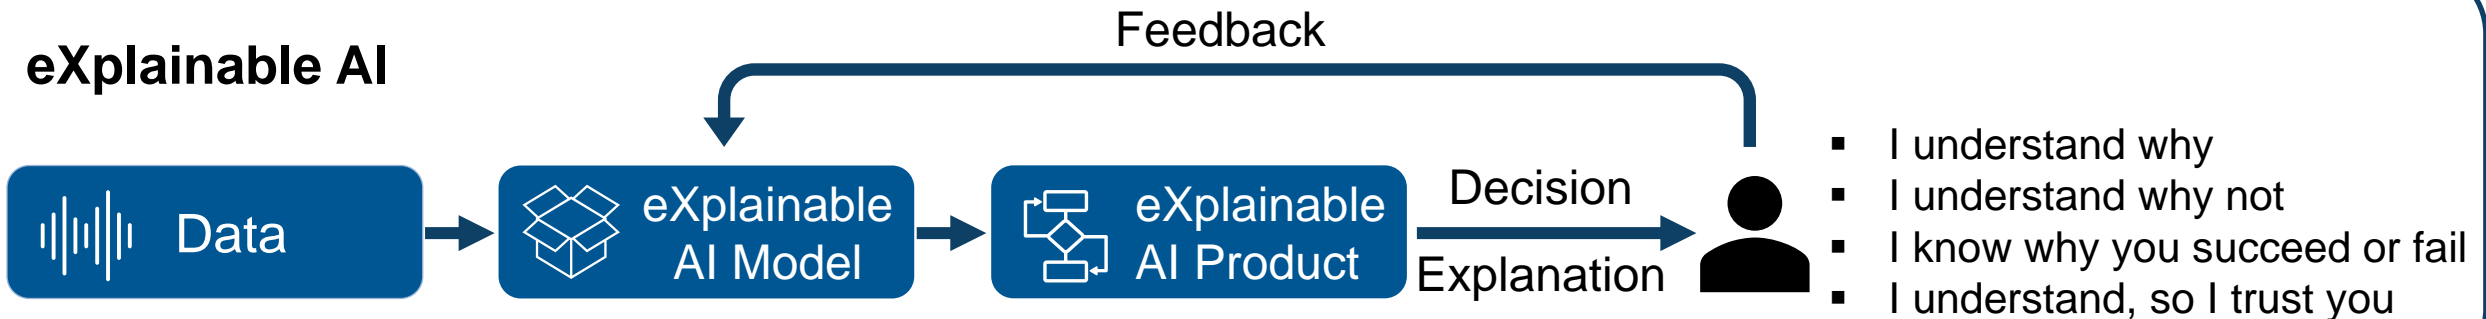 Feedback
eXplainable AI
Data
eXplainable
AI Model
eXplainable
AI Product
Decision
Explanation
▪ I understand why
▪ I understand why not
▪ I know why you succeed or fail
▪ I understand, so I trust you